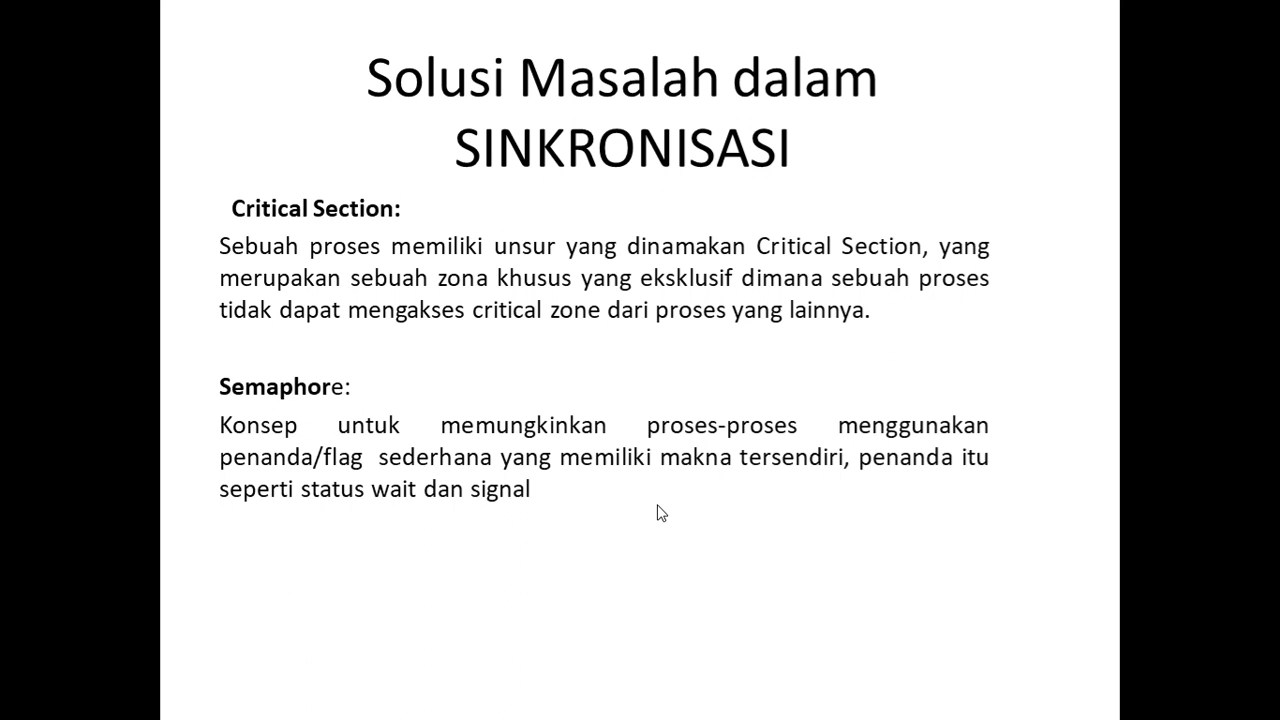 Solusi Masalah dalam
SINKRONISASI
Critical Section:
Sebuah proses memiliki unsur yang dinamakan Critical Section, yang
merupakan sebuah zona khusus yang eksklusif dimana sebuah proses
tidak dapat mengakses critical zone dari proses yang lainnya.
Semaphore:
Konsep untuk memungkinkan proses-proses menggunakan
penanda/flag sederhana yang memiliki makna tersendiri, penanda itu
seperti status wait dan signal